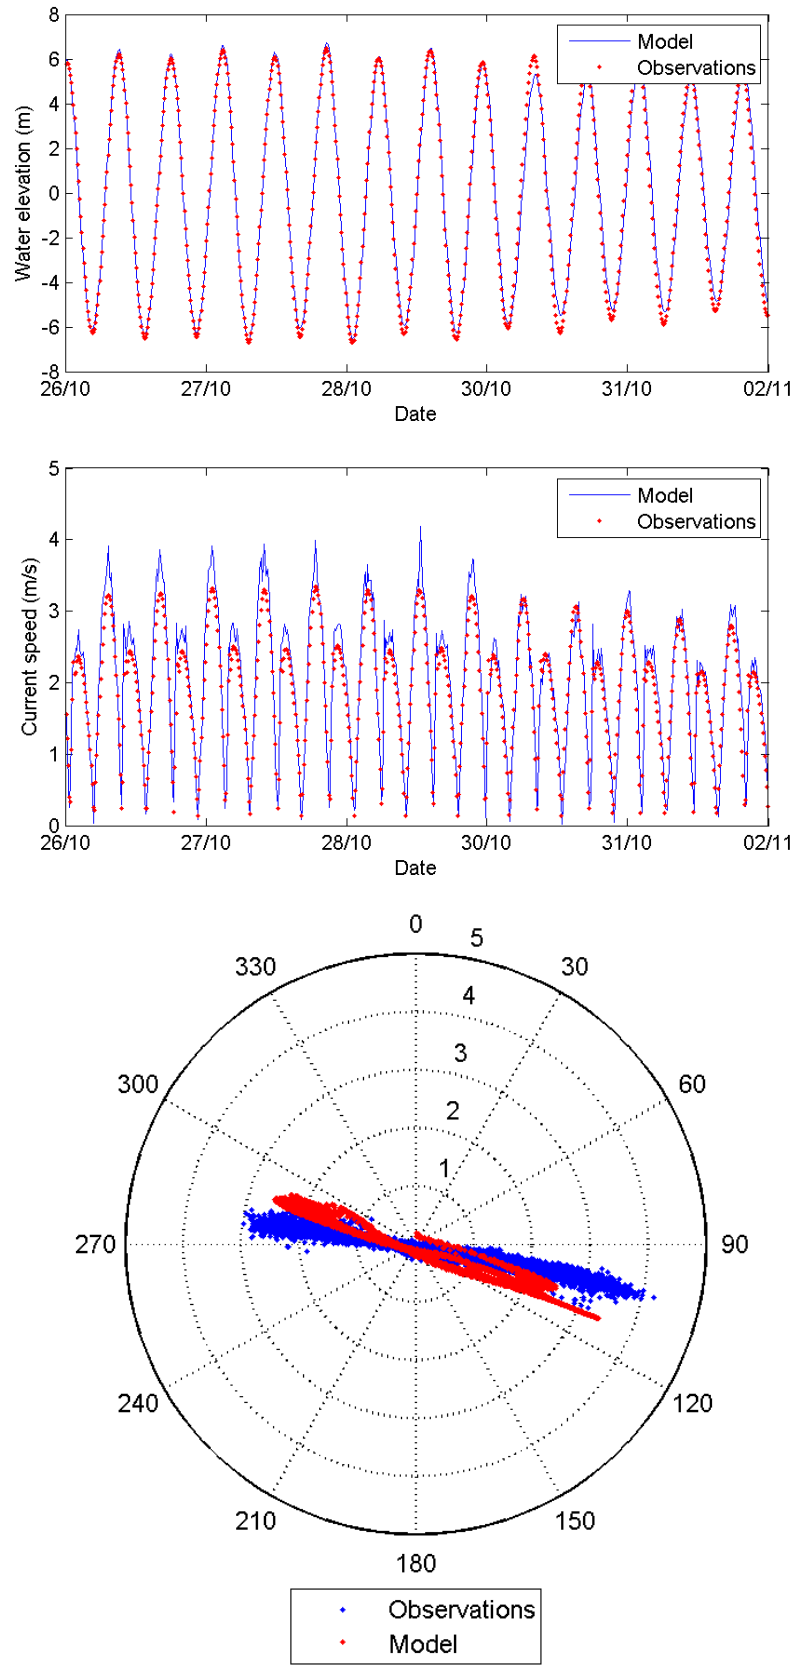 8
6
4
2
0
-2
-4
-6
-8
Water elevation (m)
Model
Observations
26/10 27/10 28/10 30/10 31/10 02/11
Date
5
4
3
2
1
0
Current speed (m/s)
Model
Observations
26/10 27/10 28/10 30/10 31/10 02/11
Date
0
5
330 30
4
3
300 60
2
1
270 90
240 120
210 150
180
Observations
Model